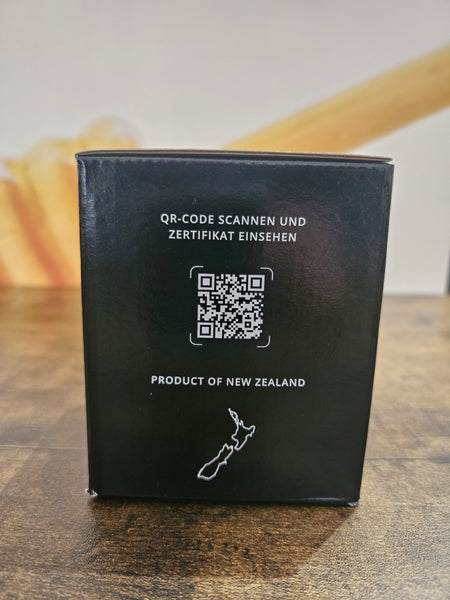 QR-CODE SCANNEN UND
ZERTIFIKAT EINSEHEN
PRODUCT OF NEW ZEALAND